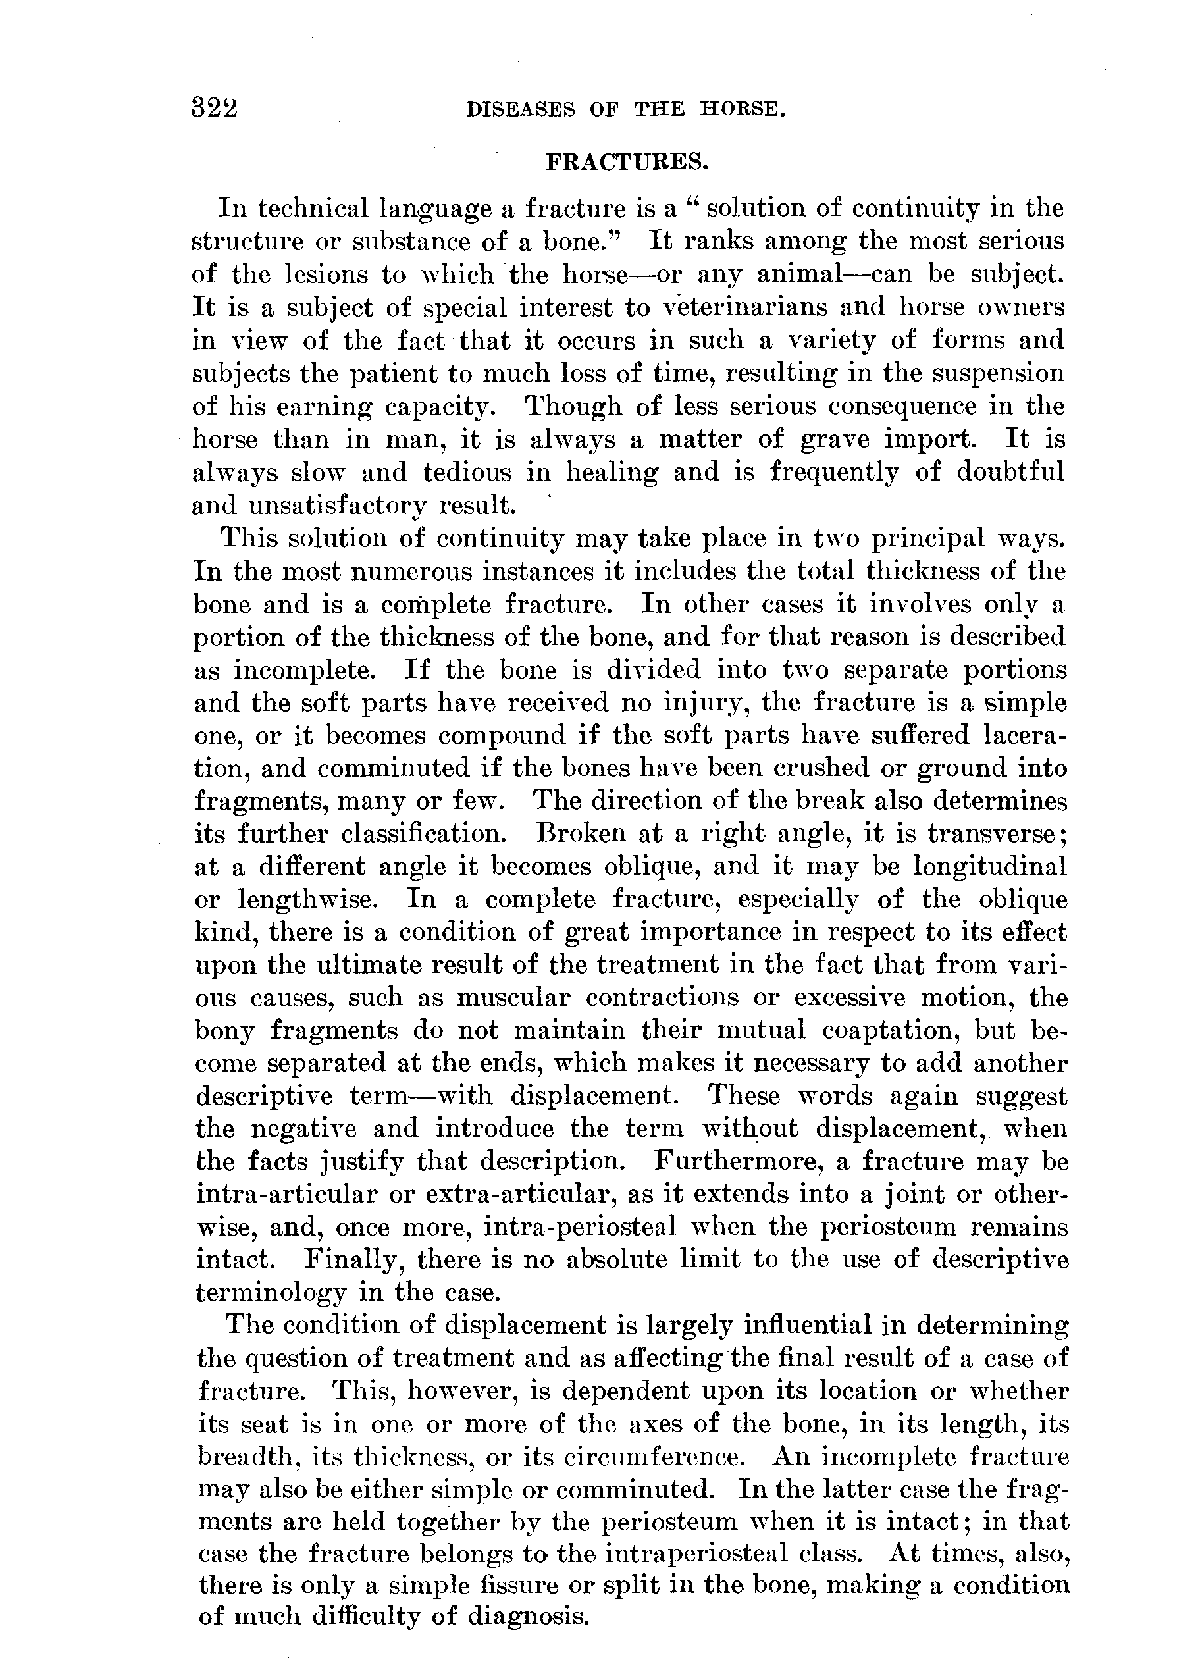 322 DISEASES OF THE HORSE.
FRACTURES.
In technical language a fracture is a “ solution of continuity in the
structure or substance of a bone.” It ranks among the most serious
of the lesions to which the horse—or any animal—can be subject.
It is a subject of special interest to veterinarians and horse owners
in view of the fact that it occurs in such a variety of forms and
subjects the patient to much loss of time, resulting in the suspension
of his earning capacity. Though of less serious consequence in the
horse than in man, it is always a matter of grave import. It is
always slow and tedious in healing and is frequently of doubtful
and unsatisfactory result.
This solution of continuity may take place in two principal ways.
In the most numerous instances it includes the total thickness of the
bone and is a complete fracture. In other cases it involves only a
portion of the thickness of the bone, and for that reason is described
as incomplete. If the bone is divided into two separate portions
and the soft parts have received no injury, the fracture is a simple
one, or it becomes compound if the soft parts have suffered lacera-
tion, and comminuted if the bones have been crushed or ground into
fragments, many or few. The direction of the break also determines
its further classification. Broken at a right angle, it is transverse;
at a different angle it becomes oblique, and it may be longitudinal
or lengthwise. In a complete fracture, especially of the oblique
kind, there is a condition of great importance in respect to its effect
upon the ultimate result of the treatment in the fact that from vari-
ous causes, such as muscular contractions or excessive motion, the
bony fragments do not maintain their mutual coaptation, but be-
come separated at the ends, which makes it necessary to add another
descriptive term—with displacement. These words again suggest
the negative and introduce the term without displacement, when
the facts justify that description. Furthermore, a fracture may be
intra-articular or extra-articular, as it extends into a joint or other-
wise, and, once more, intra-periosteal when the periosteum remains
intact. Finally, there is no absolute limit to the use of descriptive
terminology in the case.
The condition of displacement is largely influential in determining
the question of treatment and as affecting the final result of a case of
fracture. This, however, is dependent upon its location or whether
its seat is in one or more of the axes of the bone, in its length, its
breadth, its thickness, or its circumference. An incomplete fracture
may also be either simple or comminuted. In the latter case the frag-
ments are held together by the periosteum when it is intact; in that
case the fracture belongs to the intraperiosteal class. At times, also,
there is only a simple fissure or split in the bone, making a condition
of much difficulty of diagnosis.